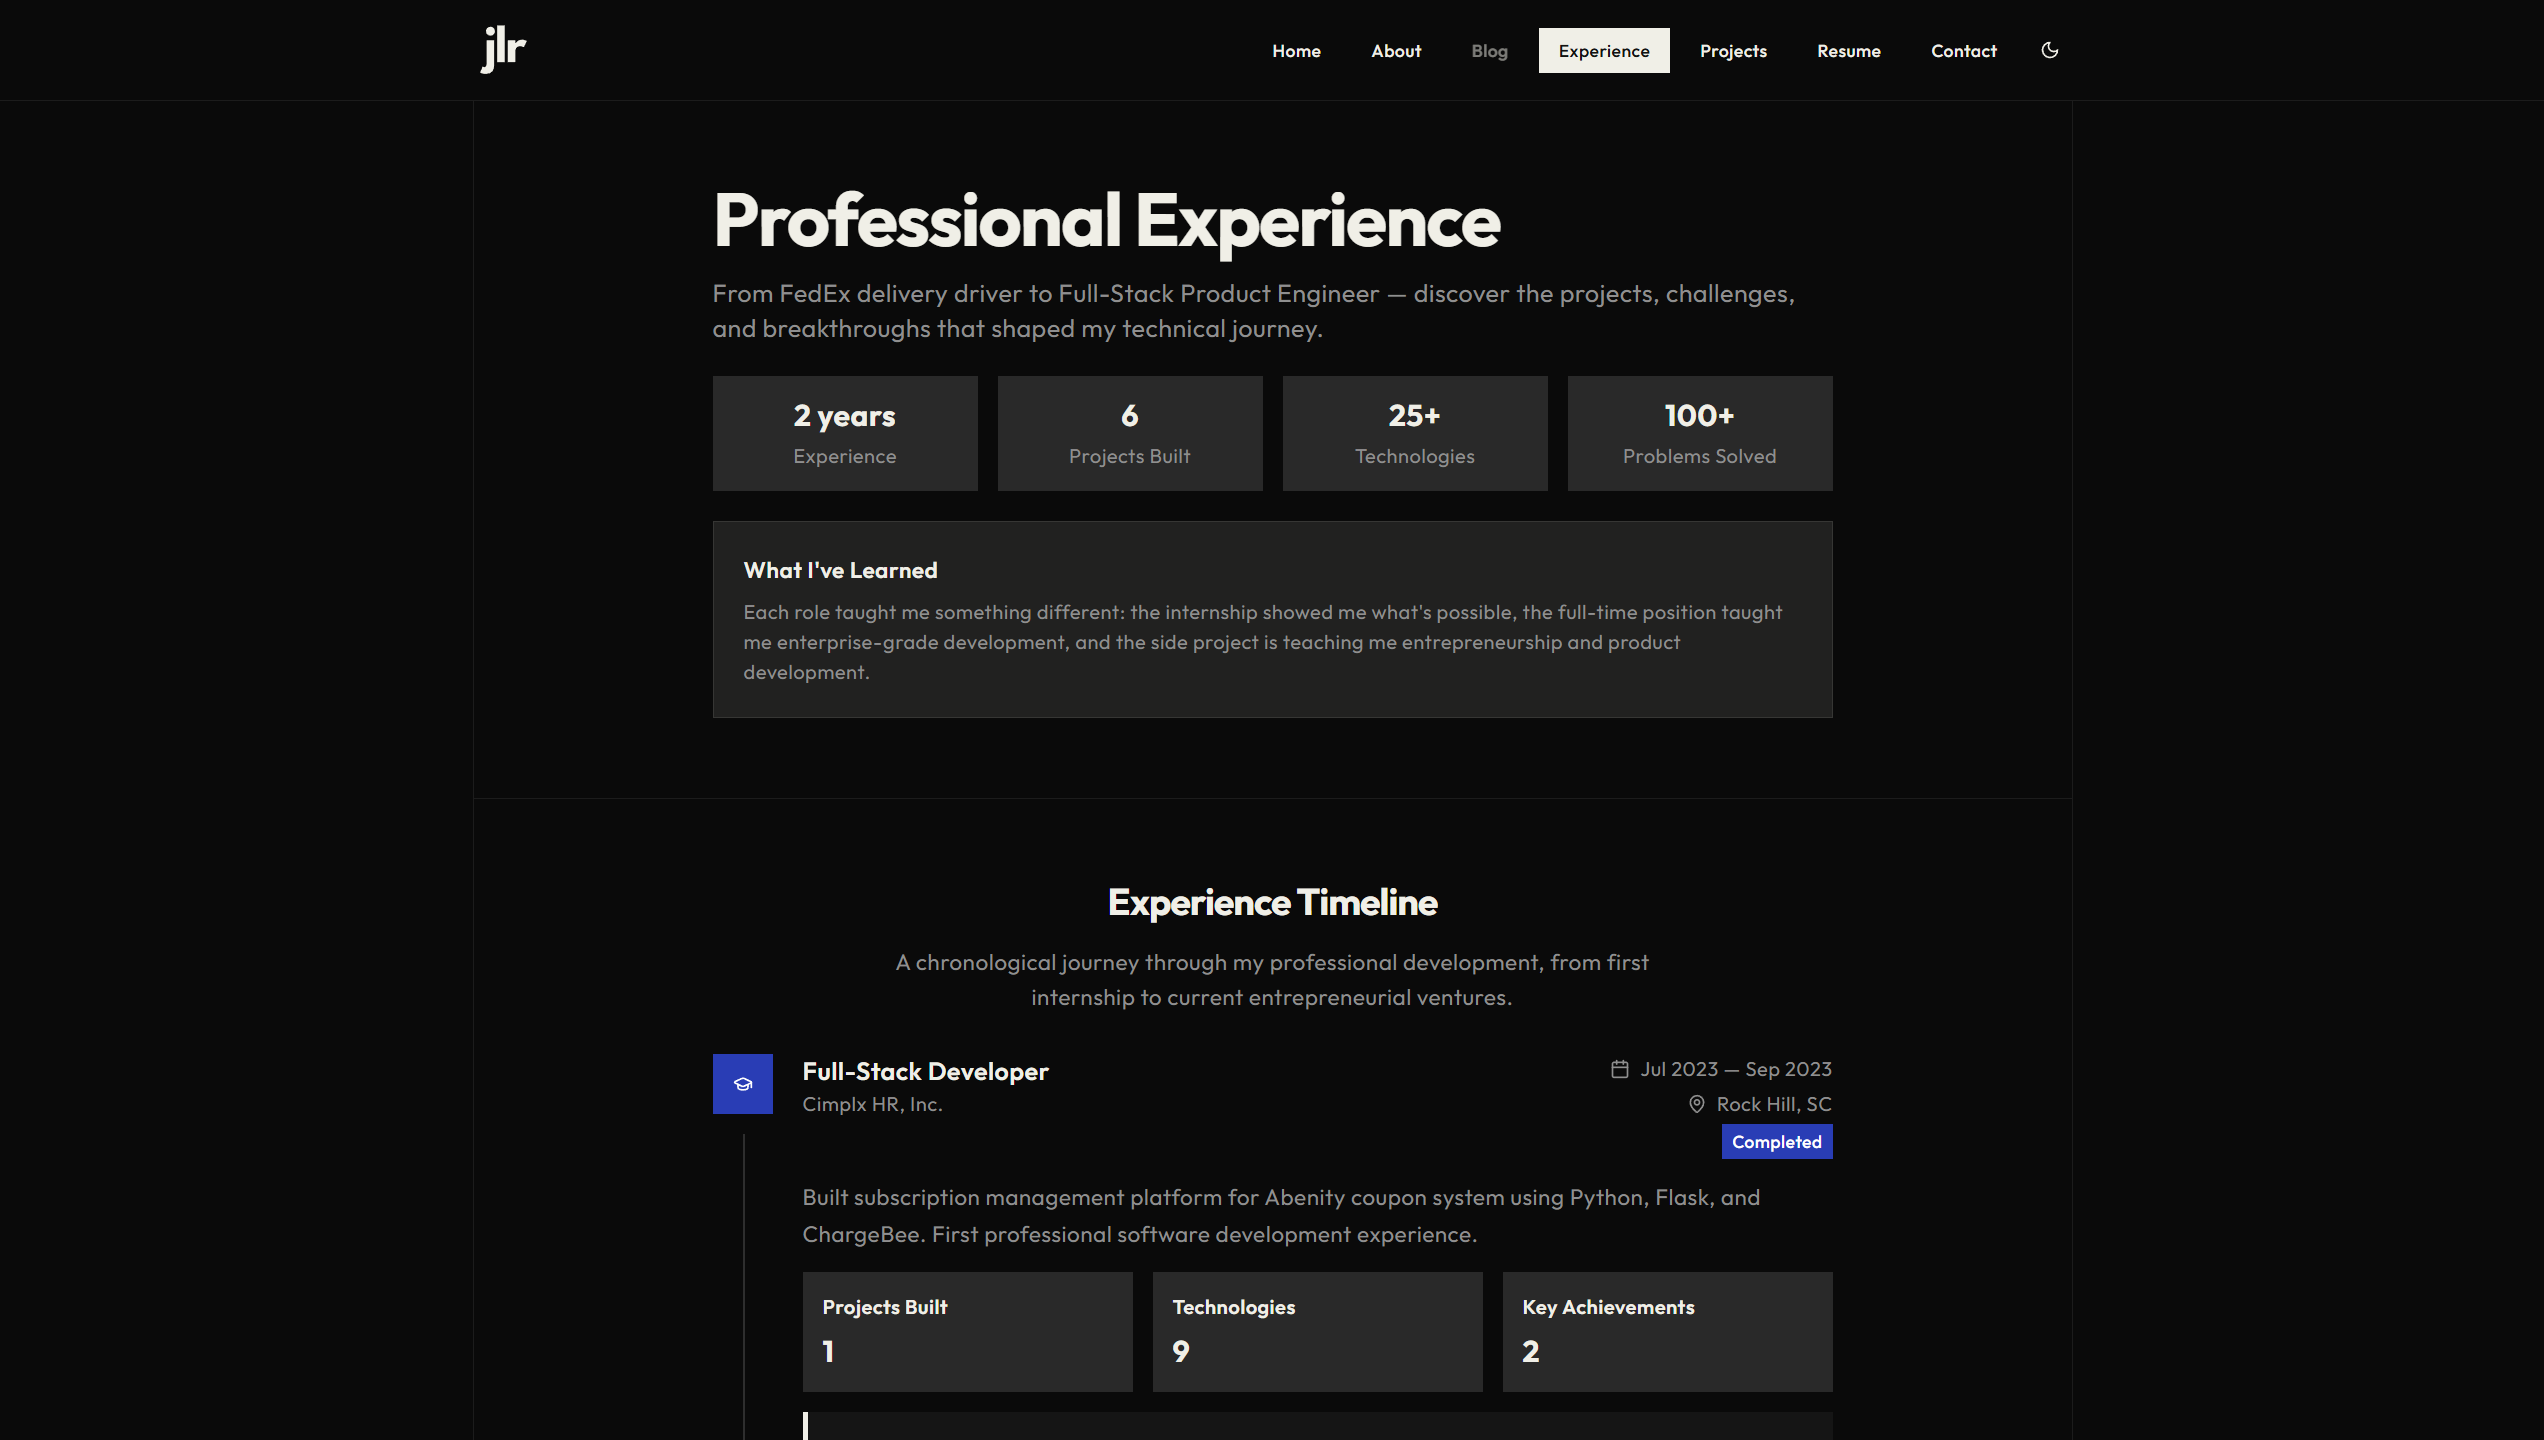 jlr
Home
About
Blog
Experience
Projects
Resume
Contact
Professional Experience
From FedEx delivery driver to Full-Stack Product Engineer — discover the projects, challenges,
and breakthroughs that shaped my technical journey.
2 years
Experience
6
Projects Built
25+
Technologies
100+
Problems Solved
What I've Learned
Each role taught me something different: the internship showed me what's possible, the full-time position taught
me enterprise-grade development, and the side project is teaching me entrepreneurship and product
development.
Experience Timeline
A chronological journey through my professional development, from first
internship to current entrepreneurial ventures.
Full-Stack Developer
Cimplx HR, Inc.
Jul 2023 — Sep 2023
Rock Hill, SC
Completed
Built subscription management platform for Abenity coupon system using Python, Flask, and
ChargeBee. First professional software development experience.
Projects Built
1
Technologies
9
Key Achievements
2